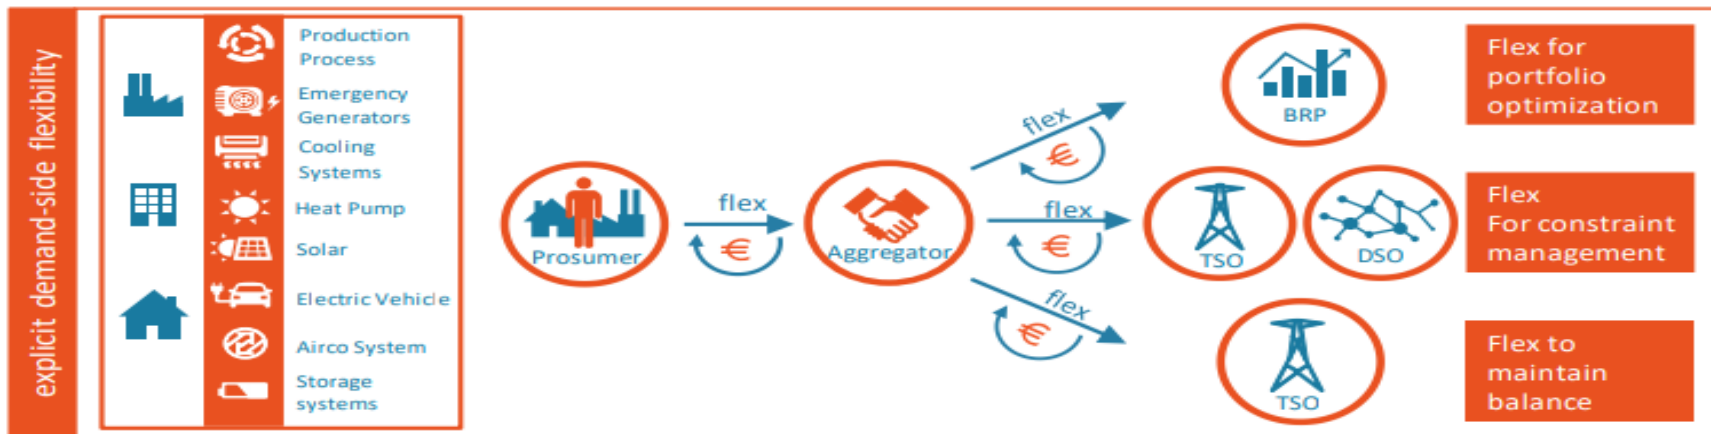 explicit demand-side flexibility
Production
Process
Emergency
Generators
Cooling
Systems
Heat Pump
Solar
Electric Vehicle
Airco System
Storage
systems
Prosumer
flex
€
Aggregator
flex
€
flex
€
flex
€
BRP
TSO
DSO
TSO
Flex for
portfolio
optimization
Flex
For constraint
management
Flex to
maintain
balance